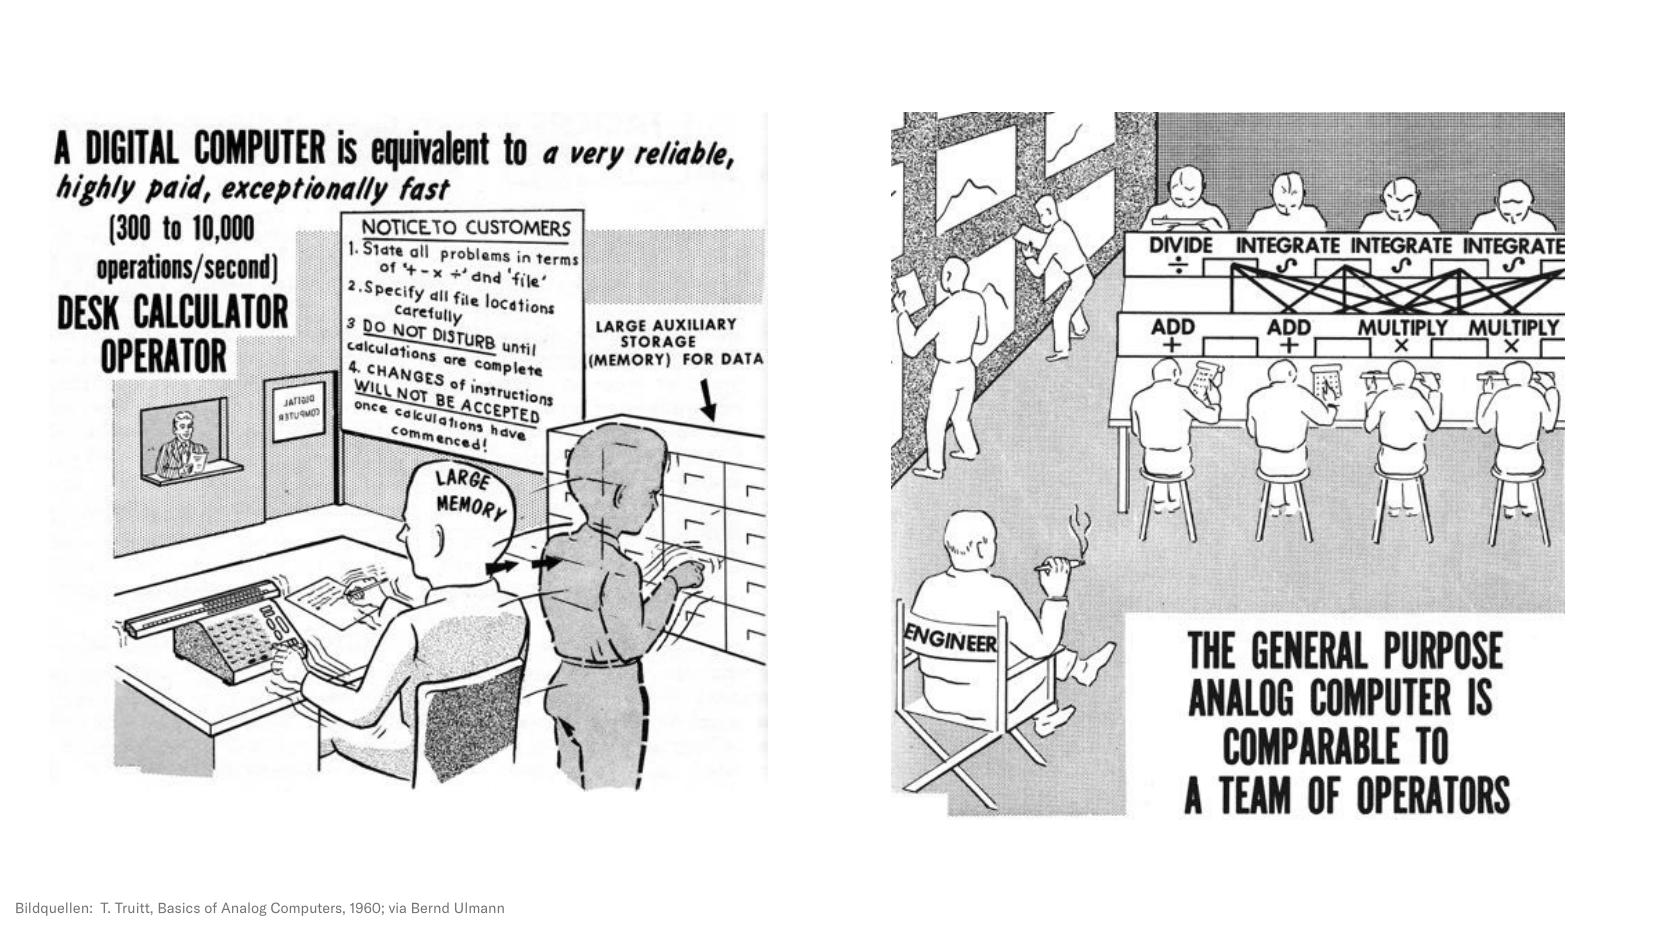 A DIGITAL COMPUTER is equivalent to a very reliable,
highly paid, exceptionally fast
(300 to 10,000
operations/second)
DESK CALCULATOR
OPERATOR
NOTICE TO CUSTOMERS
1. State all problems in terms
of '+ - x ÷' and 'file'
2. Specify all file locations
carefully
3 DO NOT DISTURB until
calculations are complete
4. CHANGES of instructions
WILL NOT BE ACCEPTED
once calculations have
commenced!
LARGE AUXILIARY
STORAGE
(MEMORY) FOR DATA
DIGITAL
COMPUTER
LARGE
MEMORY
DIVIDE INTEGRATE INTEGRATE INTEGRATE
÷ ∫ ∫ ∫
ADD ADD MULTIPLY MULTIPLY
+ + × ×
ENGINEER
THE GENERAL PURPOSE
ANALOG COMPUTER IS
COMPARABLE TO
A TEAM OF OPERATORS
Bildquellen: T. Truitt, Basics of Analog Computers, 1960; via Bernd Ulmann